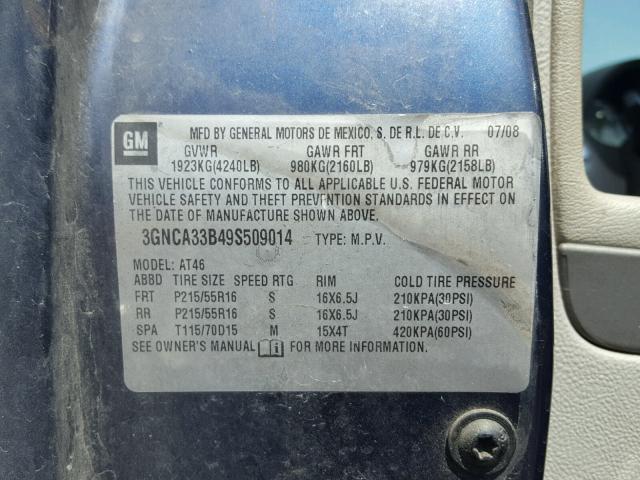 GM
MFD BY GENERAL MOTORS DE MEXICO, S. DE R.L. DE C.V. 07/08
GVWR GAWR FRT GAWR RR
1923KG(4240LB) 980KG(2160LB) 979KG(2158LB)
THIS VEHICLE CONFORMS TO ALL APPLICABLE U.S. FEDERAL MOTOR
VEHICLE SAFETY AND THEFT PREVENTION STANDARDS IN EFFECT ON THE
DATE OF MANUFACTURE SHOWN ABOVE.
3GNCA33B49S509014 TYPE: M.P.V.
MODEL: AT46
ABBD TIRE SIZE SPEED RTG RIM COLD TIRE PRESSURE
FRT P215/55R16 S 16X6.5J 210KPA(30PSI)
RR P215/55R16 S 16X6.5J 210KPA(30PSI)
SPA T115/70D15 M 15X4T 420KPA(60PSI)
SEE OWNER'S MANUAL FOR MORE INFORMATION.